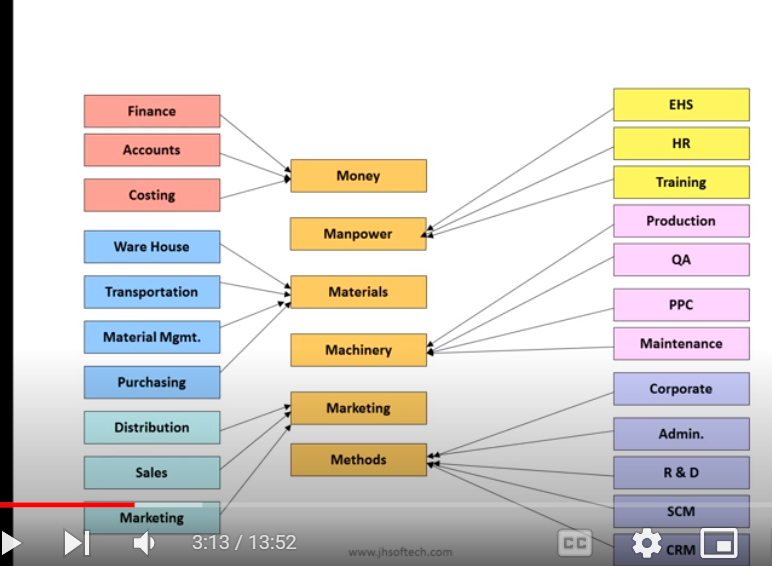 Finance
Accounts
Costing
Ware House
Transportation
Material Mgmt.
Purchasing
Distribution
Sales
Marketing
Money
Manpower
Materials
Machinery
Marketing
Methods
EHS
HR
Training
Production
QA
PPC
Maintenance
Corporate
Admin.
R & D
SCM
CRM
3:13 / 13:52
www.jhsoftech.com
CC